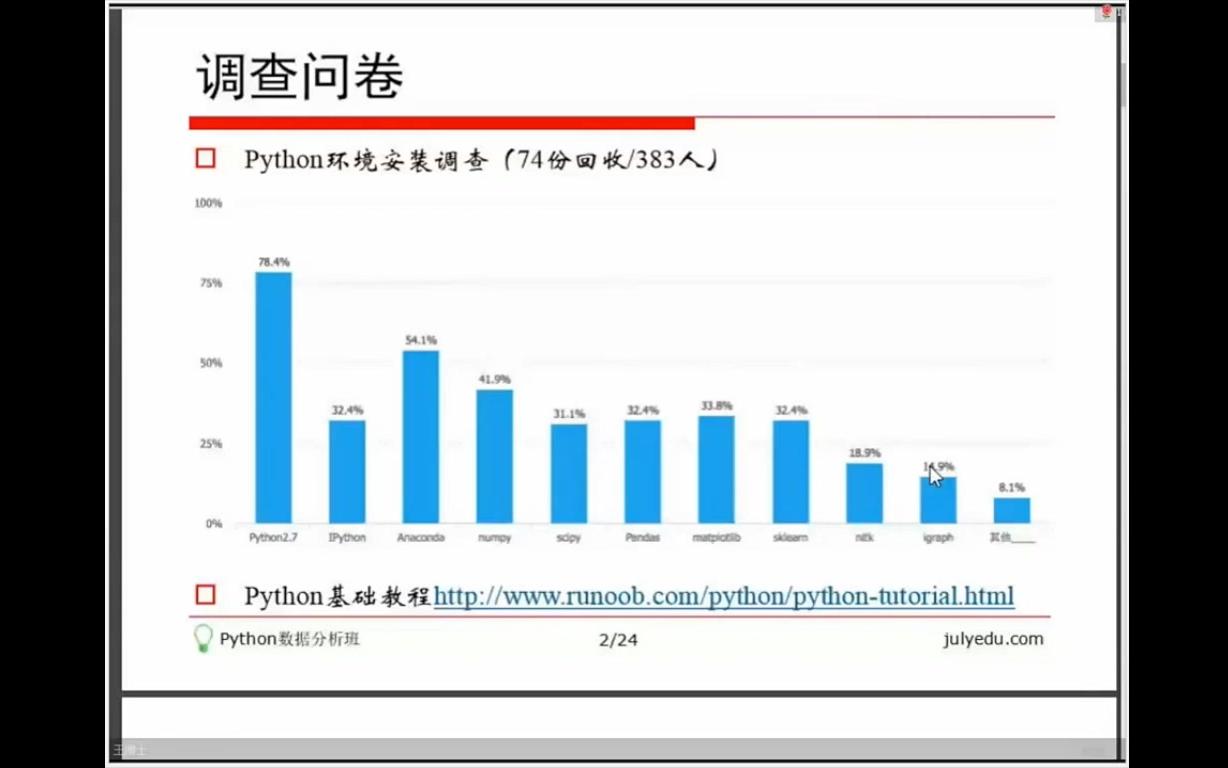 调查问卷
Python环境安装调查（74份回收/383人）
100%
75%
50%
25%
0%
78.4%
32.4%
54.1%
41.9%
31.1%
32.4%
33.8%
32.4%
18.9%
14.9%
8.1%
Python2.7 IPython Anaconda numpy scipy Pandas matplotlib sklearn nltk igraph 其他____
Python基础教程http://www.runoob.com/python/python-tutorial.html
Python数据分析班 2/24 julyedu.com
王博士